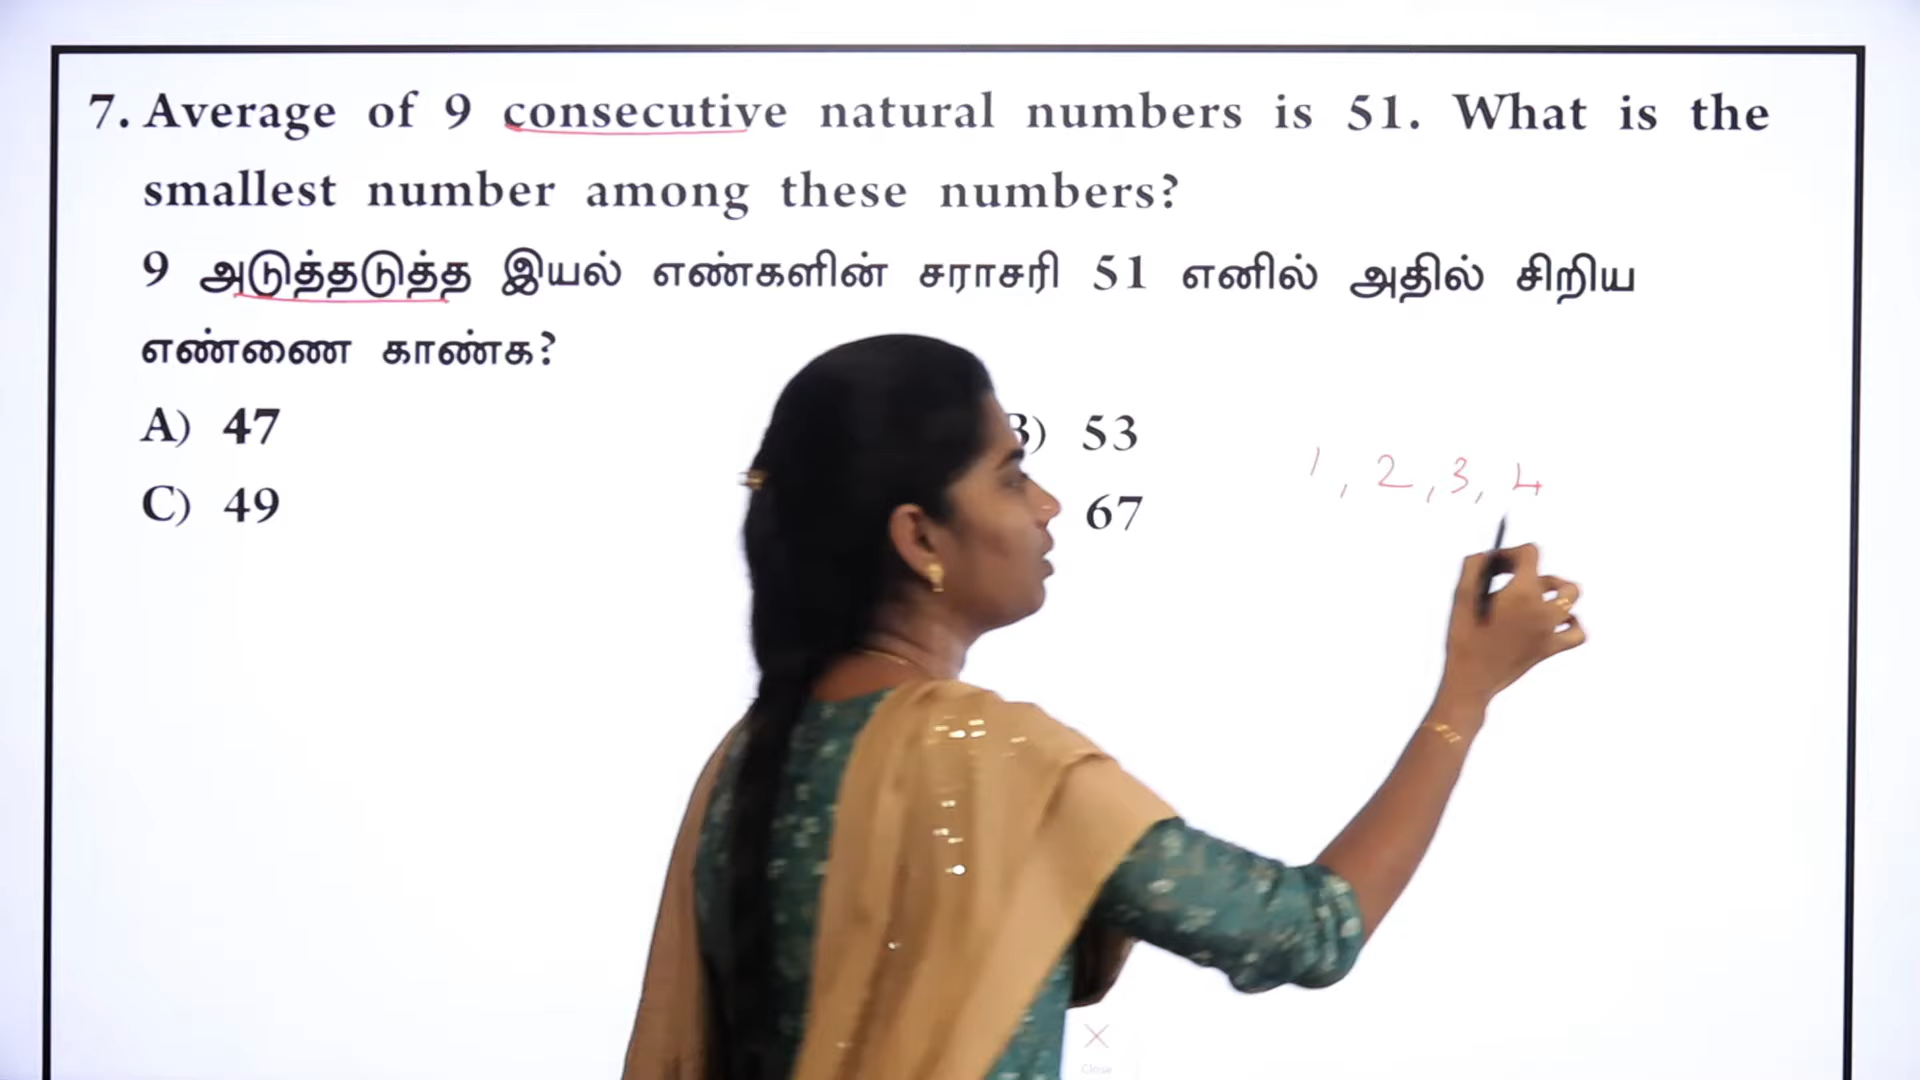 7. Average of 9 consecutive natural numbers is 51. What is the
smallest number among these numbers?
9 அடுத்தடுத்த இயல் எண்களின் சராசரி 51 எனில் அதில் சிறிய
எண்ணை காண்க?
A) 47 B) 53
C) 49 67
1, 2, 3, 4
Close